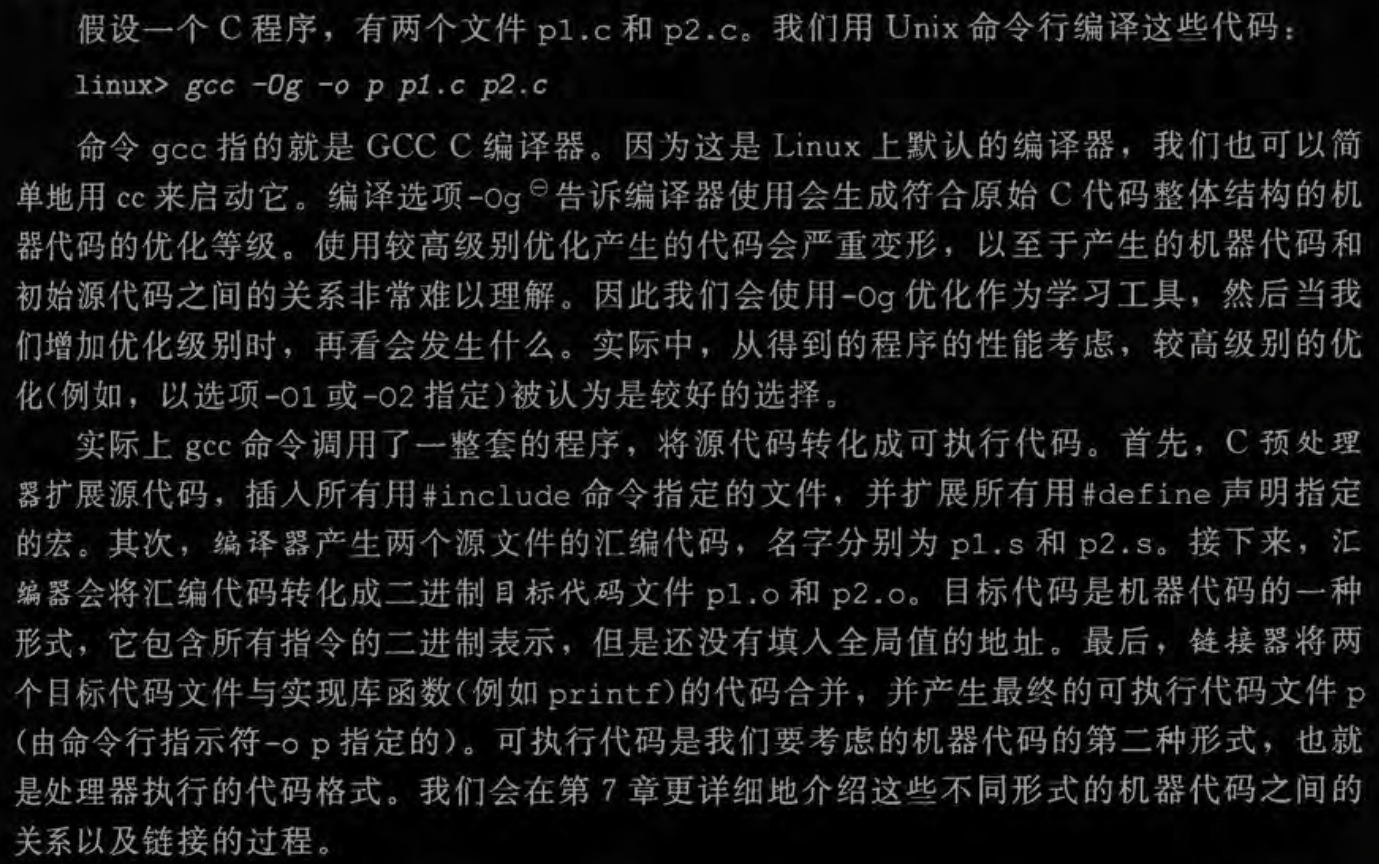 假设一个 C 程序，有两个文件 p1.c 和 p2.c。我们用 Unix 命令行编译这些代码：
linux> gcc -Og -o p p1.c p2.c
命令 gcc 指的就是 GCC C 编译器。因为这是 Linux 上默认的编译器，我们也可以简
单地用 cc 来启动它。编译选项-Og㊀告诉编译器使用会生成符合原始 C 代码整体结构的机
器代码的优化等级。使用较高级别优化产生的代码会严重变形，以至于产生的机器代码和
初始源代码之间的关系非常难以理解。因此我们会使用-Og 优化作为学习工具，然后当我
们增加优化级别时，再看会发生什么。实际中，从得到的程序的性能考虑，较高级别的优
化(例如，以选项-O1 或-O2 指定)被认为是较好的选择。
实际上 gcc 命令调用了一整套的程序，将源代码转化成可执行代码。首先，C 预处理
器扩展源代码，插入所有用#include 命令指定的文件，并扩展所有用#define 声明指定
的宏。其次，编译器产生两个源文件的汇编代码，名字分别为 p1.s 和 p2.s。接下来，汇
编器会将汇编代码转化成二进制目标代码文件 p1.o 和 p2.o。目标代码是机器代码的一种
形式，它包含所有指令的二进制表示，但是还没有填入全局值的地址。最后，链接器将两
个目标代码文件与实现库函数(例如 printf)的代码合并，并产生最终的可执行代码文件 p
(由命令行指示符-o p 指定的)。可执行代码是我们要考虑的机器代码的第二种形式，也就
是处理器执行的代码格式。我们会在第 7 章更详细地介绍这些不同形式的机器代码之间的
关系以及链接的过程。